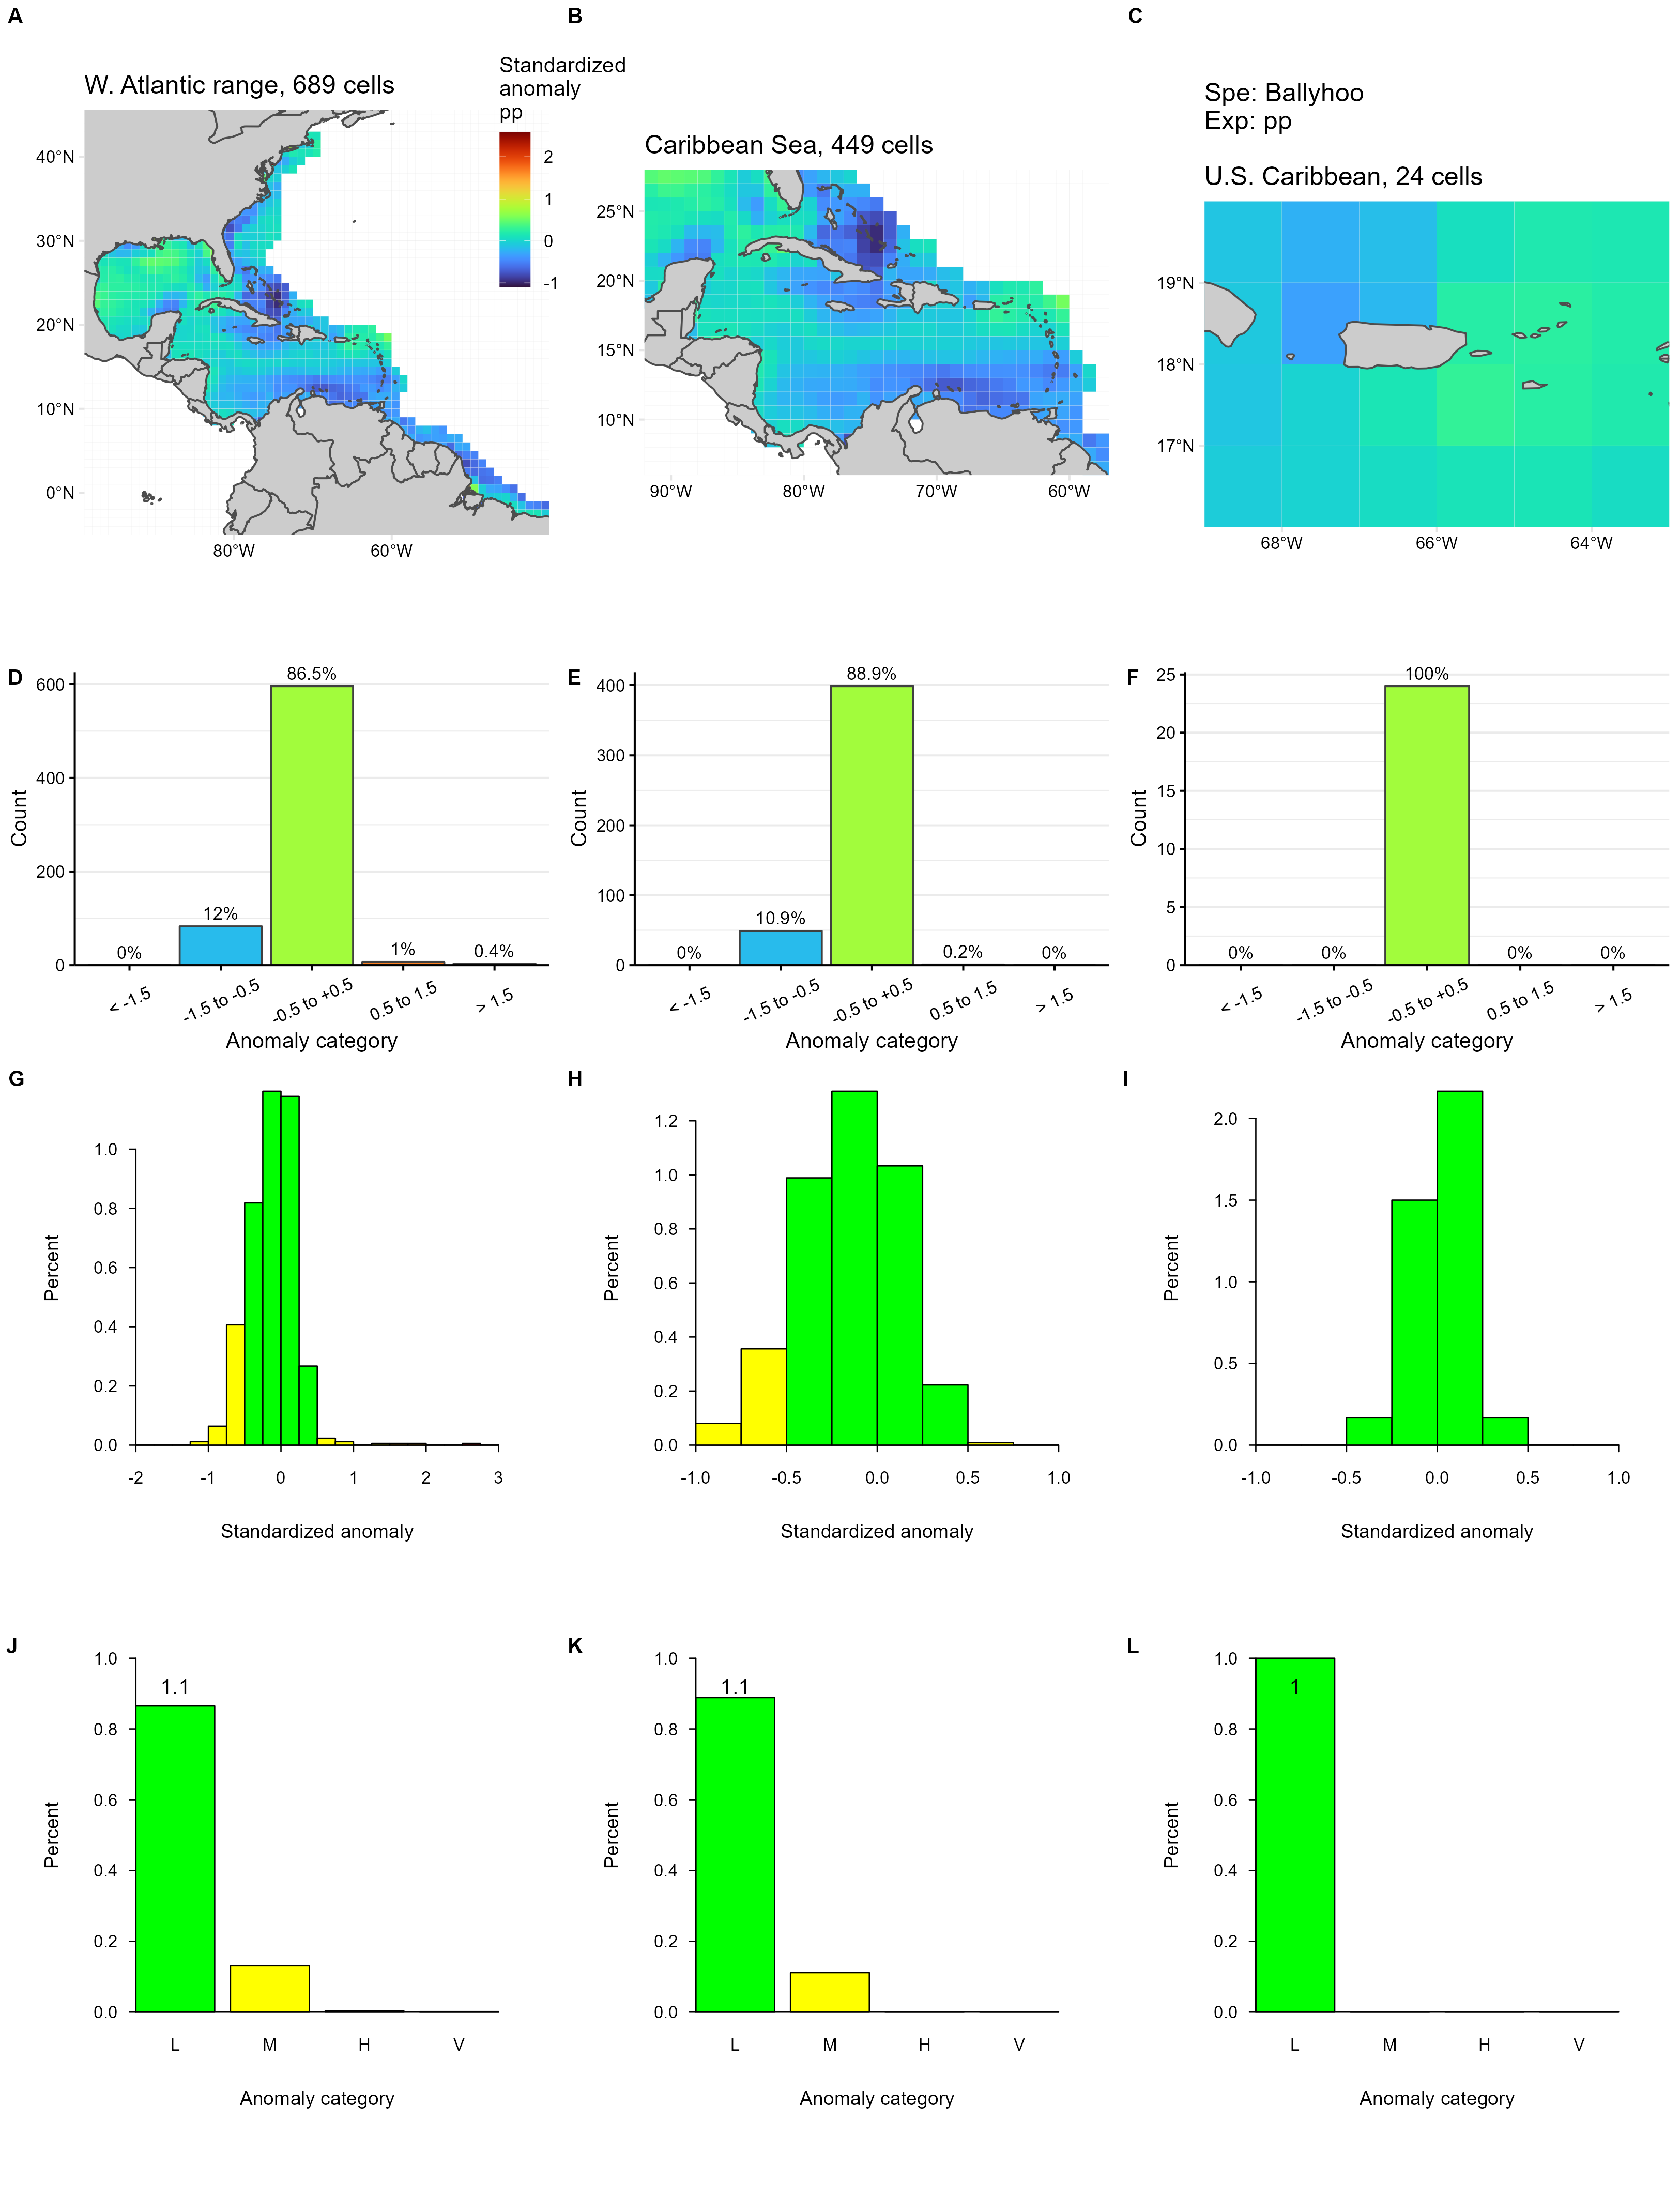 A
B
C
W. Atlantic range, 689 cells
Standardized
anomaly
pp
2
1
0
-1
40°N
30°N
20°N
10°N
0°N
80°W
60°W
Caribbean Sea, 449 cells
25°N
20°N
15°N
10°N
90°W
80°W
70°W
60°W
Spe: Ballyhoo
Exp: pp
U.S. Caribbean, 24 cells
19°N
18°N
17°N
68°W
66°W
64°W
D
Count
600
400
200
0
0%
12%
86.5%
1%
0.4%
< -1.5
-1.5 to -0.5
-0.5 to +0.5
0.5 to 1.5
> 1.5
Anomaly category
E
Count
400
300
200
100
0
0%
10.9%
88.9%
0.2%
0%
< -1.5
-1.5 to -0.5
-0.5 to +0.5
0.5 to 1.5
> 1.5
Anomaly category
F
Count
25
20
15
10
5
0
0%
0%
100%
0%
0%
< -1.5
-1.5 to -0.5
-0.5 to +0.5
0.5 to 1.5
> 1.5
Anomaly category
G
Percent
1.0
0.8
0.6
0.4
0.2
0.0
-2
-1
0
1
2
3
Standardized anomaly
H
Percent
1.2
1.0
0.8
0.6
0.4
0.2
0.0
-1.0
-0.5
0.0
0.5
1.0
Standardized anomaly
I
Percent
2.0
1.5
1.0
0.5
0.0
-1.0
-0.5
0.0
0.5
1.0
Standardized anomaly
J
Percent
1.0
0.8
0.6
0.4
0.2
0.0
1.1
L
M
H
V
Anomaly category
K
Percent
1.0
0.8
0.6
0.4
0.2
0.0
1.1
L
M
H
V
Anomaly category
L
Percent
1.0
0.8
0.6
0.4
0.2
0.0
1
L
M
H
V
Anomaly category